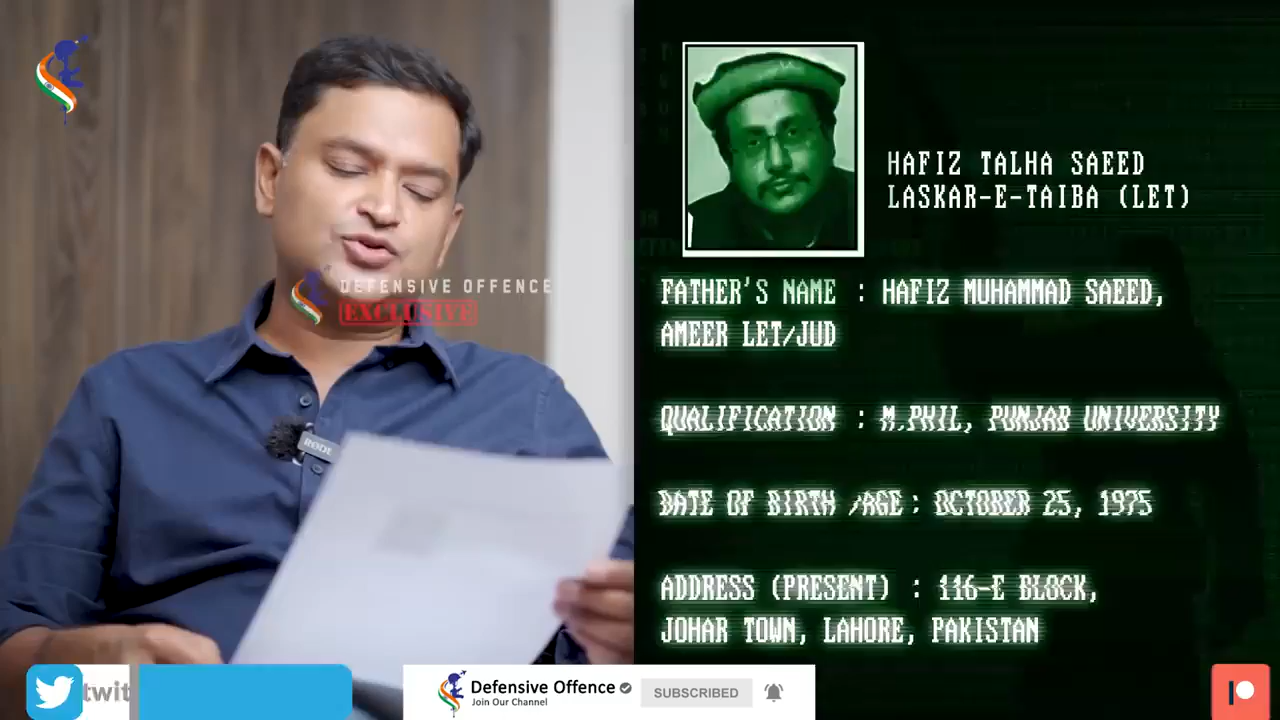 HAFIZ TALHA SAEED
LASKAR-E-TAIBA (LET)
DEFENSIVE OFFENCE
EXCLUSIVE
FATHER'S NAME : HAFIZ MUHAMMAD SAEED,
AMEER LET/JUD
QUALIFICATION : M.PHIL, PUNJAB UNIVERSITY
RODE
DATE OF BIRTH /AGE : OCTOBER 25, 1975
ADDRESS (PRESENT) : 116-E BLOCK,
JOHAR TOWN, LAHORE, PAKISTAN
twit
Defensive Offence
Join Our Channel
SUBSCRIBED